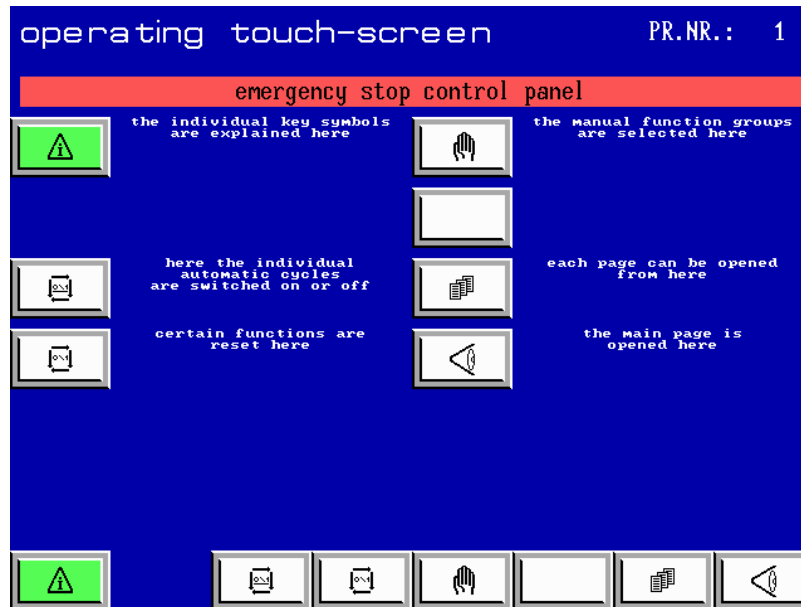 operating touch-screen PR.NR.: 1
emergency stop control panel
the individual key symbols
are explained here
the manual function groups
are selected here
here the individual
automatic cycles
are switched on or off
each page can be opened
from here
certain functions are
reset here
the main page is
opened here